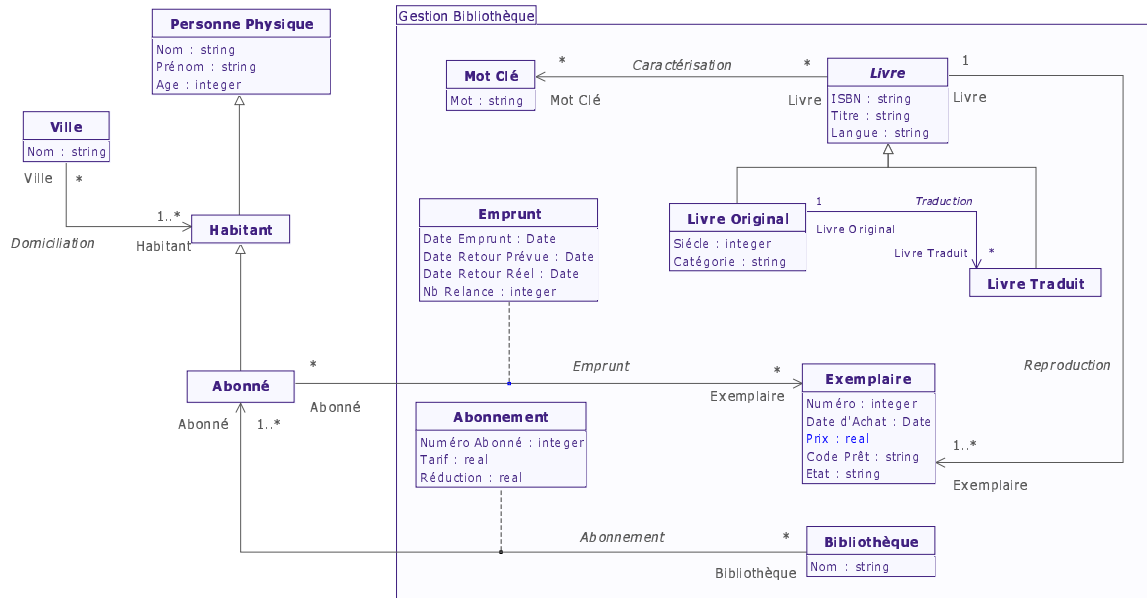 Gestion Bibliothèque
Personne Physique
Nom : string
Prénom : string
Age : integer
Ville
Nom : string
Ville
*
1..*
Domiciliation
Habitant
Habitant
Mot Clé
Mot : string
*
Caractérisation
*
Mot Clé
Livre
Livre
ISBN : string
Titre : string
Langue : string
1
Livre
Emprunt
Date Emprunt : Date
Date Retour Prévue : Date
Date Retour Réel : Date
Nb Relance : integer
Livre Original
Siécle : integer
Catégorie : string
1
Traduction
Livre Original
Livre Traduit
*
Livre Traduit
Reproduction
Abonné
*
Emprunt
*
Abonné
Exemplaire
Exemplaire
Numéro : integer
Date d'Achat : Date
Prix : real
Code Prêt : string
Etat : string
1..*
Exemplaire
Abonné
1..*
Abonnement
Numéro Abonné : integer
Tarif : real
Réduction : real
Abonnement
*
Bibliothèque
Bibliothèque
Nom : string